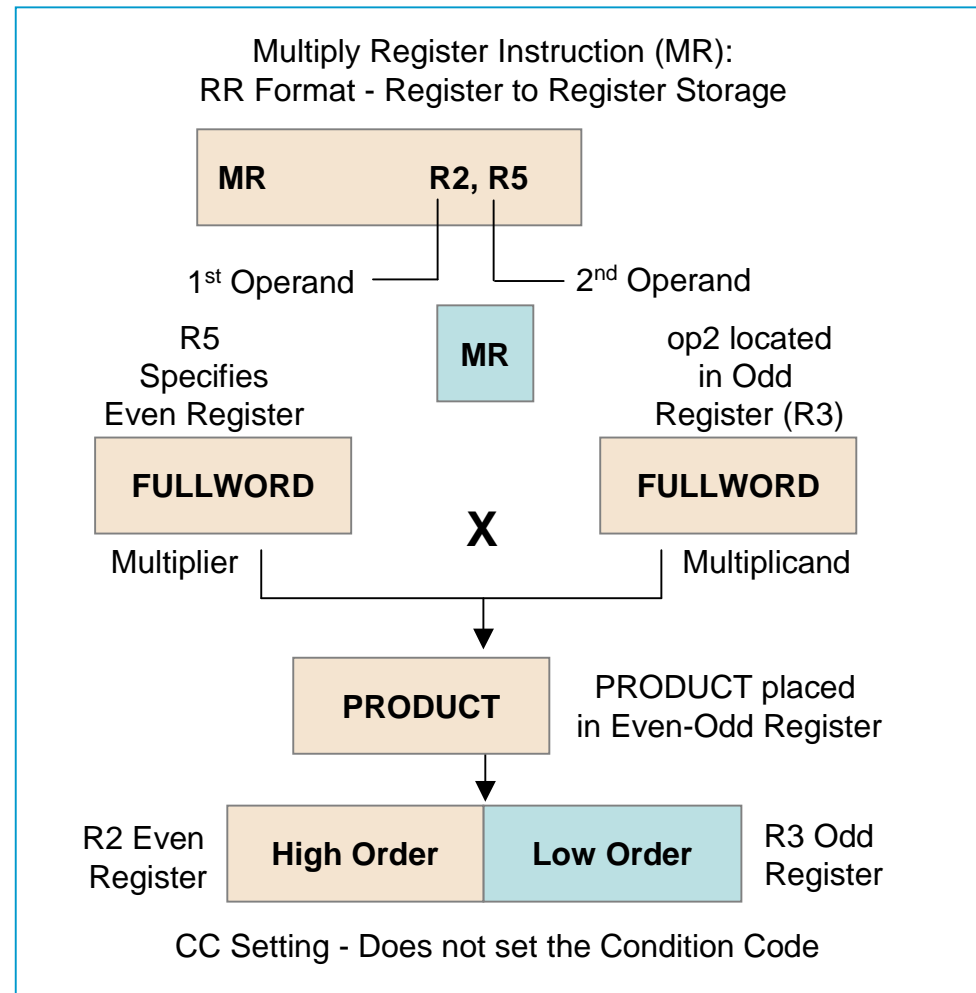 Multiply Register Instruction (MR):
RR Format - Register to Register Storage
MR R2, R5
1st Operand
2nd Operand
R5
Specifies
Even Register
MR
op2 located
in Odd
Register (R3)
FULLWORD
X
FULLWORD
Multiplier
Multiplicand
PRODUCT
PRODUCT placed
in Even-Odd Register
R2 Even
Register
High Order
Low Order
R3 Odd
Register
CC Setting - Does not set the Condition Code